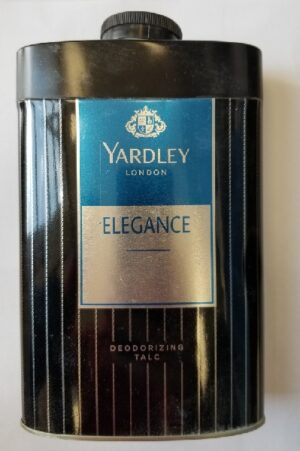 YARDLEY
LONDON
ELEGANCE
DEODORIZING
TALC